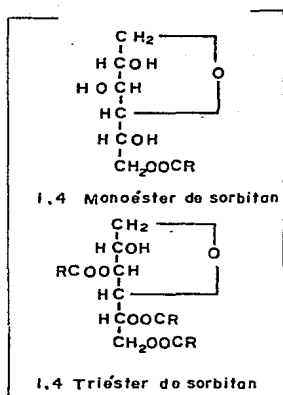 CH2
HCOH
HOCH
O
HC
HCOH
CH2OOCR
1.4 Monoéster de sorbitan
CH2
HCOH
RCOOCH
O
HC
HCOOCR
CH2OOCR
1.4 Triéster de sorbitan